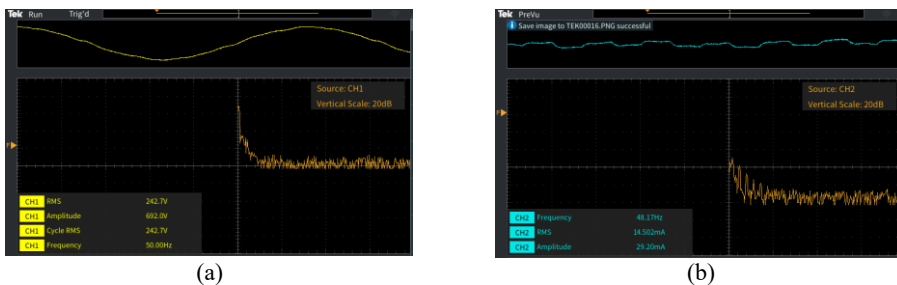 Tek Run Trig'd
Source: CH1
Vertical Scale: 20dB
CH1 RMS 242.7V
CH1 Amplitude 692.0V
CH1 Cycle RMS 242.7V
CH1 Frequency 50.00Hz
(a)
Tek PreVu
Save image to TEK00016.PNG successful
Source: CH2
Vertical Scale: 20dB
CH2 Frequency 48.17Hz
CH2 RMS 14.502mA
CH2 Amplitude 29.20mA
(b)